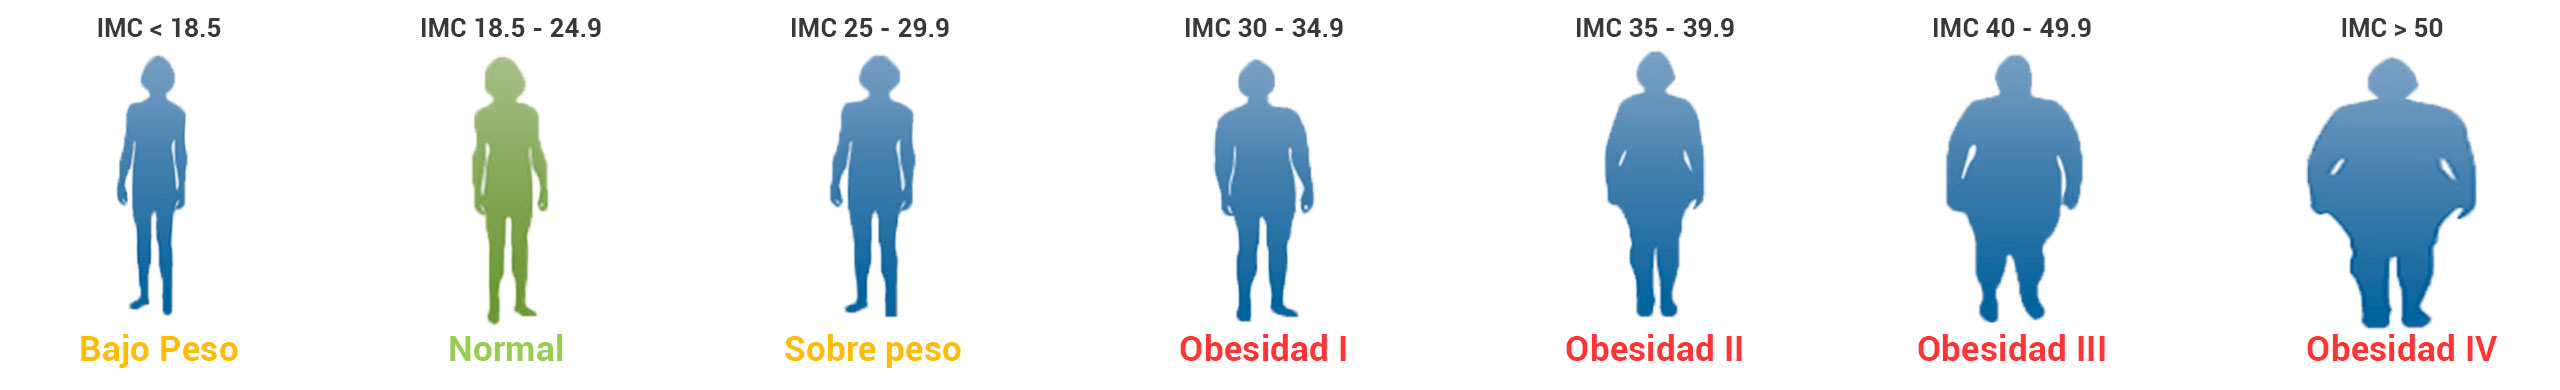 IMC < 18.5
IMC 18.5 - 24.9
IMC 25 - 29.9
IMC 30 - 34.9
IMC 35 - 39.9
IMC 40 - 49.9
IMC > 50
Bajo Peso
Normal
Sobre peso
Obesidad I
Obesidad II
Obesidad III
Obesidad IV